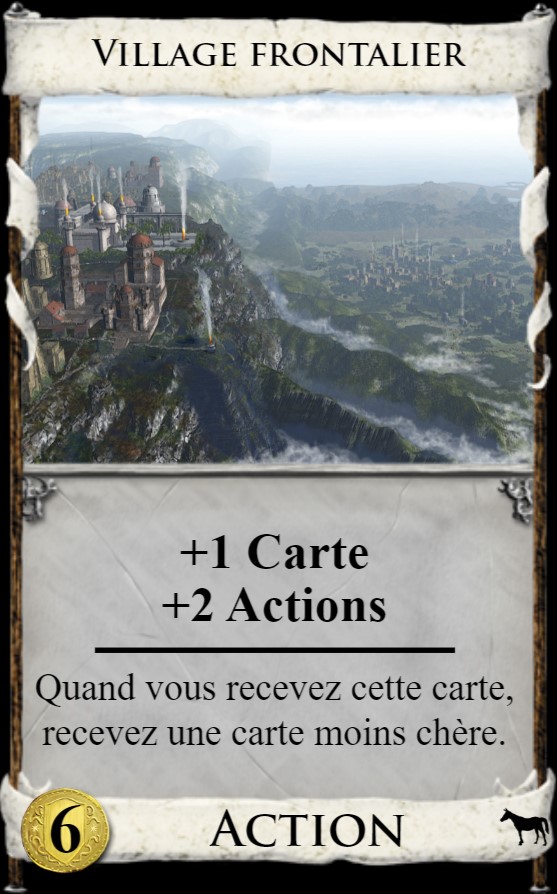 Village frontalier
+1 Carte
+2 Actions
Quand vous recevez cette carte,
recevez une carte moins chère.
6
Action